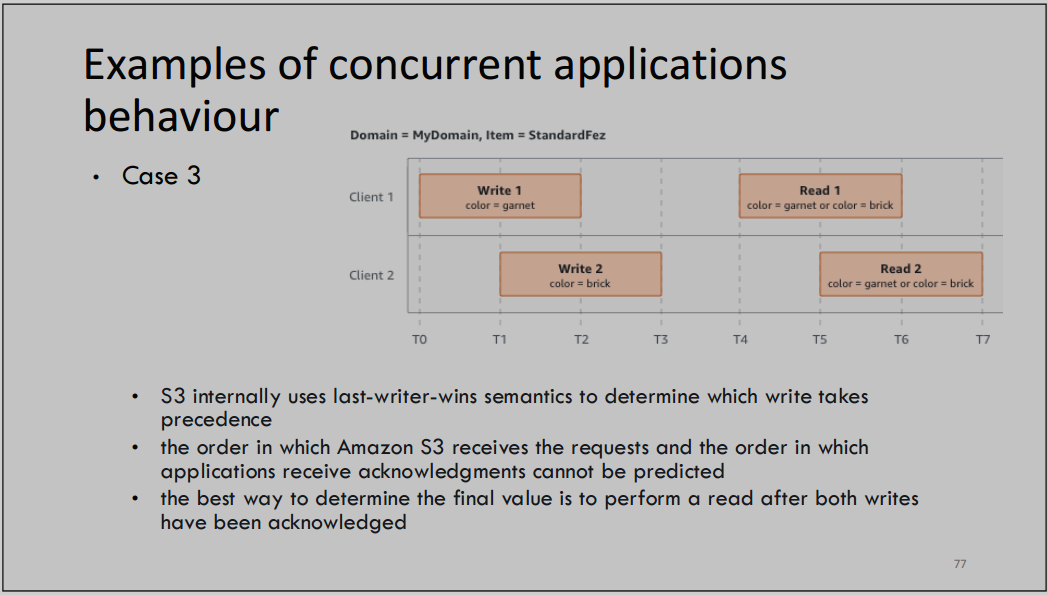 Examples of concurrent applications
behaviour
Domain = MyDomain, Item = StandardFez
• Case 3
Client 1
Write 1
color = garnet
Read 1
color = garnet or color = brick
Client 2
Write 2
color = brick
Read 2
color = garnet or color = brick
T0 T1 T2 T3 T4 T5 T6 T7
• S3 internally uses last-writer-wins semantics to determine which write takes
precedence
• the order in which Amazon S3 receives the requests and the order in which
applications receive acknowledgments cannot be predicted
• the best way to determine the final value is to perform a read after both writes
have been acknowledged
77